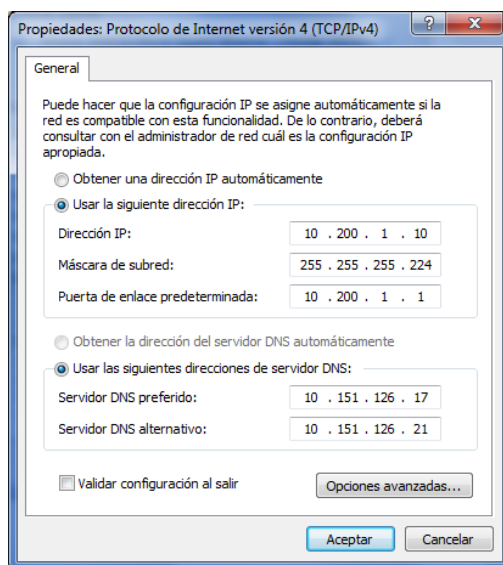 Propiedades: Protocolo de Internet versión 4 (TCP/IPv4)
General
Puede hacer que la configuración IP se asigne automáticamente si la
red es compatible con esta funcionalidad. De lo contrario, deberá
consultar con el administrador de red cuál es la configuración IP
apropiada.
Obtener una dirección IP automáticamente
Usar la siguiente dirección IP:
Dirección IP: 10 . 200 . 1 . 10
Máscara de subred: 255 . 255 . 255 . 224
Puerta de enlace predeterminada: 10 . 200 . 1 . 1
Obtener la dirección del servidor DNS automáticamente
Usar las siguientes direcciones de servidor DNS:
Servidor DNS preferido: 10 . 151 . 126 . 17
Servidor DNS alternativo: 10 . 151 . 126 . 21
Validar configuración al salir Opciones avanzadas...
Aceptar Cancelar